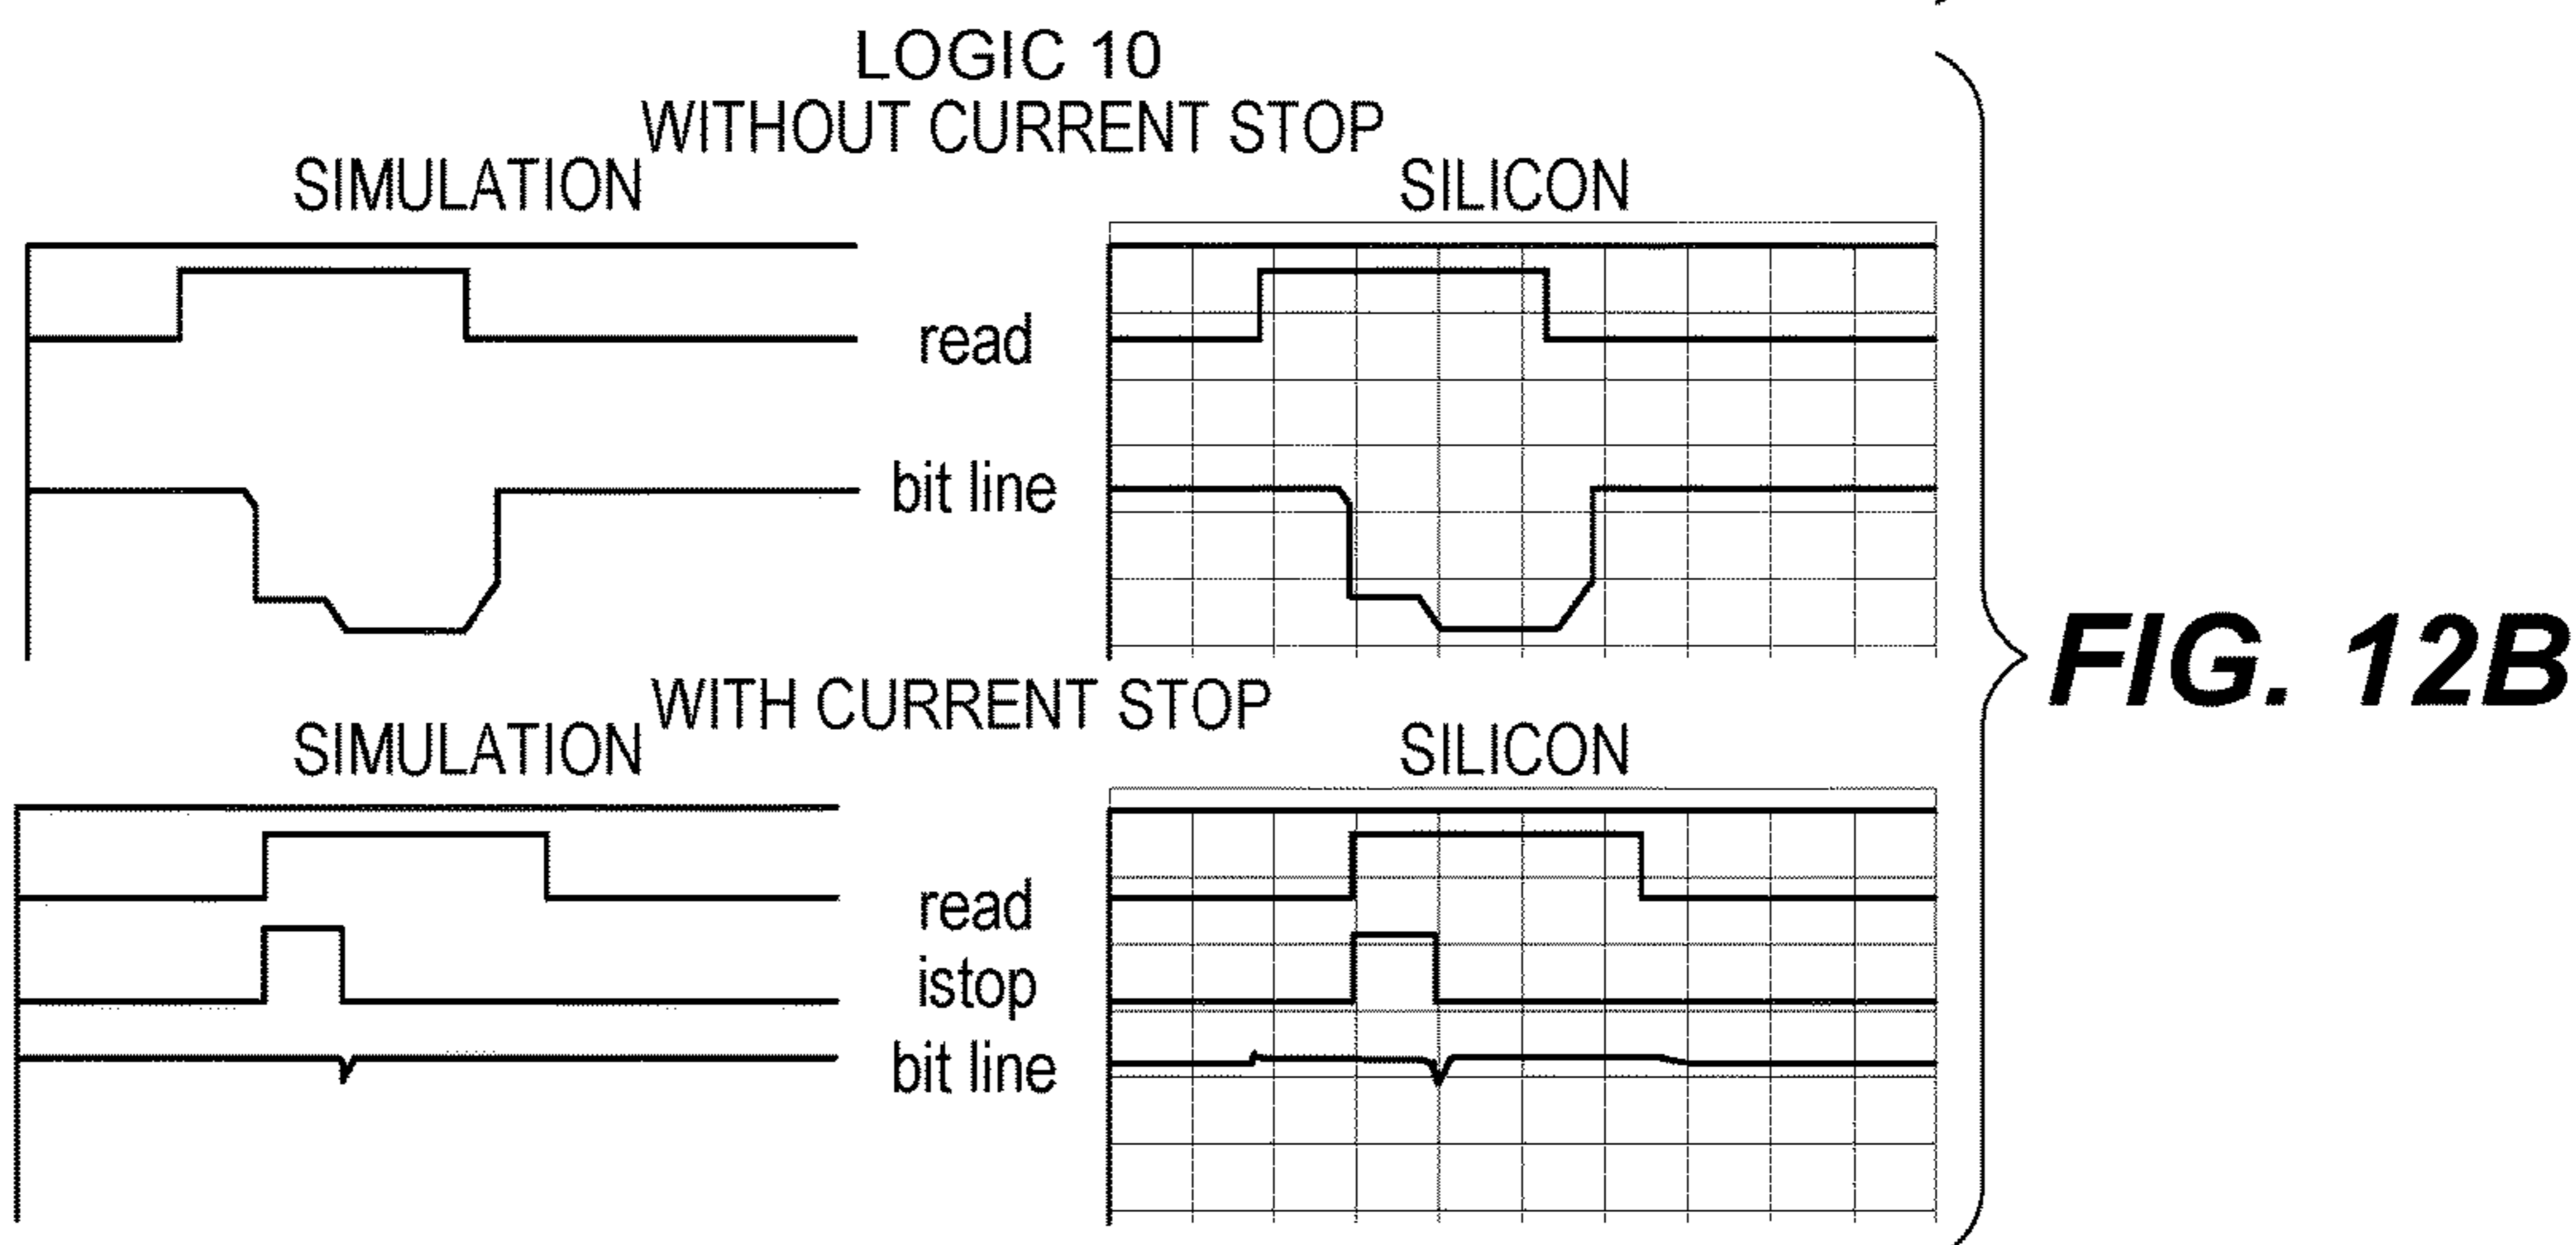 LOGIC 10
WITHOUT CURRENT STOP
SIMULATION
SILICON
read
bit line
WITH CURRENT STOP
SIMULATION
SILICON
read
istop
bit line
FIG. 12B